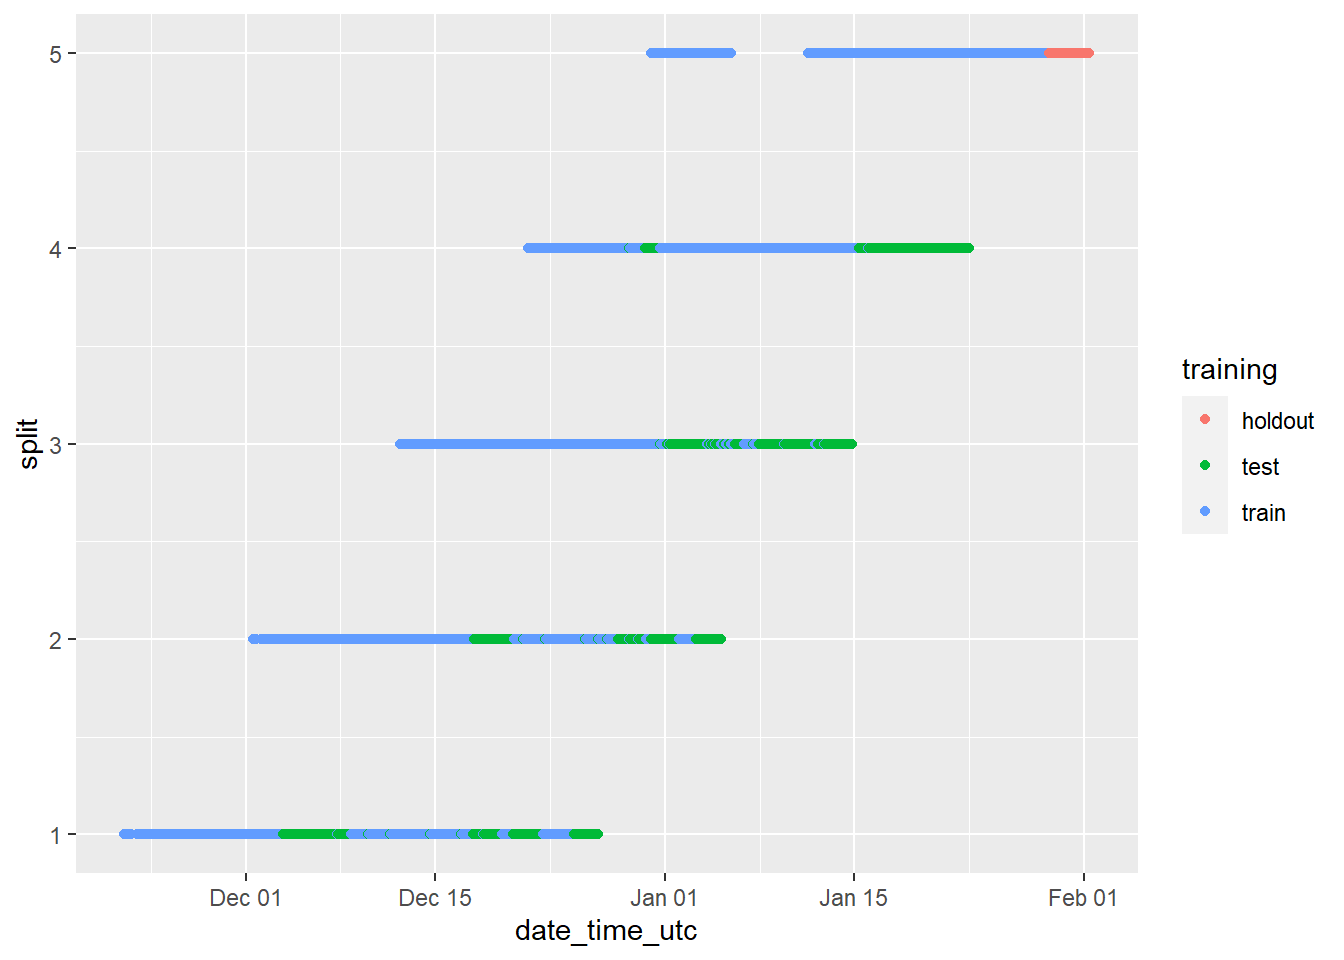 5
4
3
2
1
split
Dec 01
Dec 15
Jan 01
Jan 15
Feb 01
date_time_utc
training
holdout
test
train